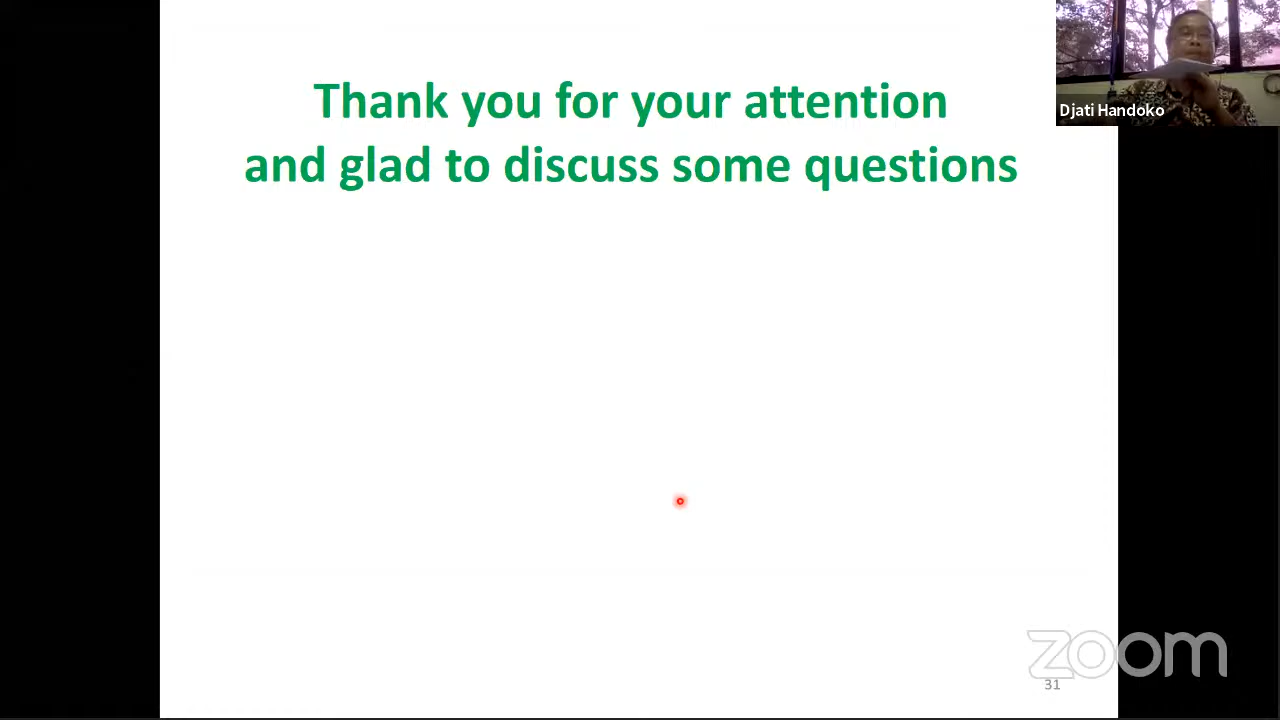 Thank you for your attention
and glad to discuss some questions
Djati Handoko
zoom
31